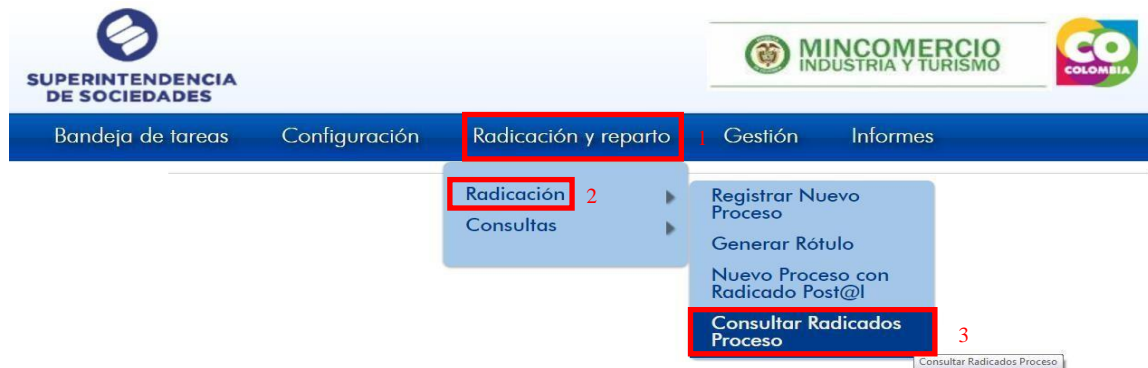 SUPERINTENDENCIA
DE SOCIEDADES
MINCOMERCIO
INDUSTRIA Y TURISMO
CO
COLOMBIA
Bandeja de tareas Configuración Radicación y reparto 1 Gestión Informes
Radicación 2
Consultas
Registrar Nuevo
Proceso
Generar Rótulo
Nuevo Proceso con
Radicado Post@l
Consultar Radicados
Proceso
3
Consultar Radicados Proceso